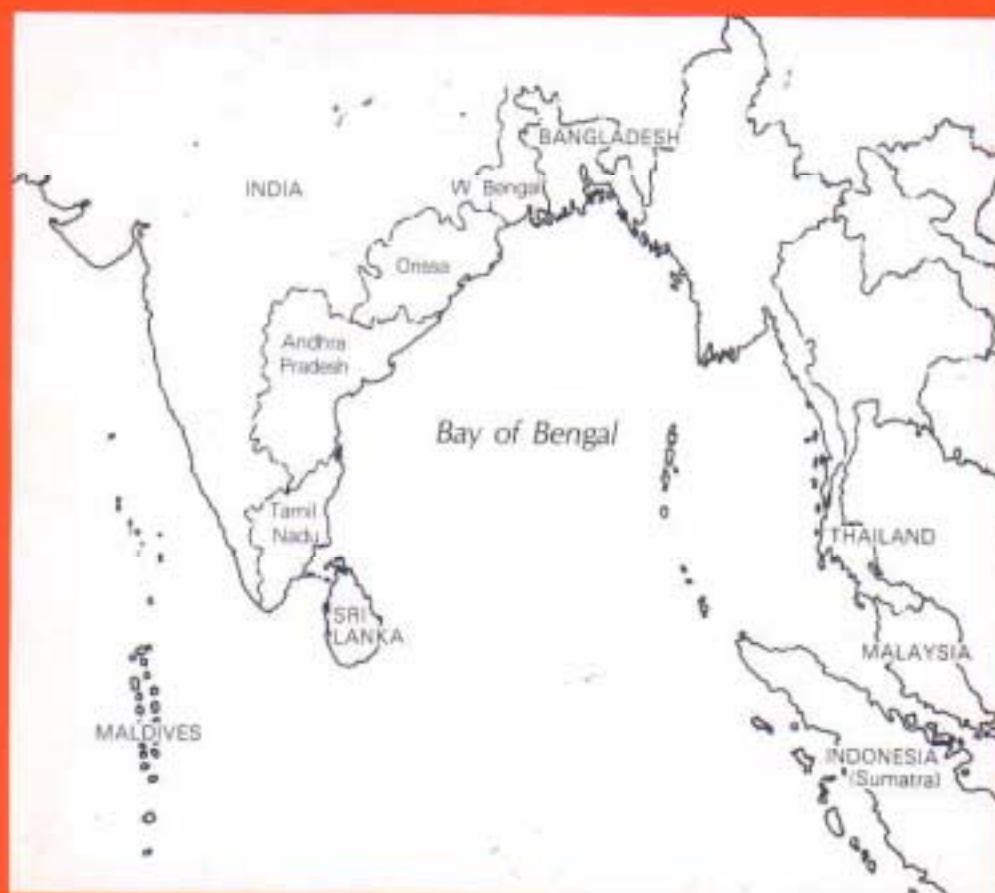 BANGLADESH
INDIA
W. Bengal
Orissa
Andhra
Pradesh
Bay of Bengal
Tamil
Nadu
THAILAND
SRI
LANKA
MALAYSIA
MALDIVES
INDONESIA
(Sumatra)